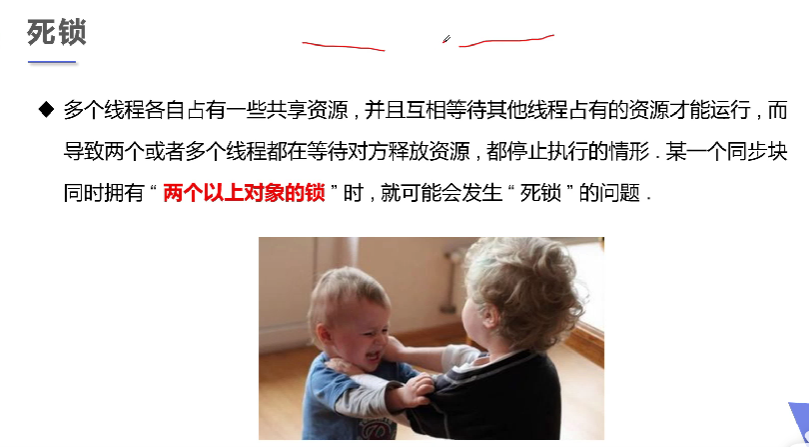 死锁
◆ 多个线程各自占有一些共享资源 , 并且互相等待其他线程占有的资源才能运行 , 而
导致两个或者多个线程都在等待对方释放资源 , 都停止执行的情形 . 某一个同步块
同时拥有 “ 两个以上对象的锁 ” 时 , 就可能会发生 “ 死锁 ” 的问题 .